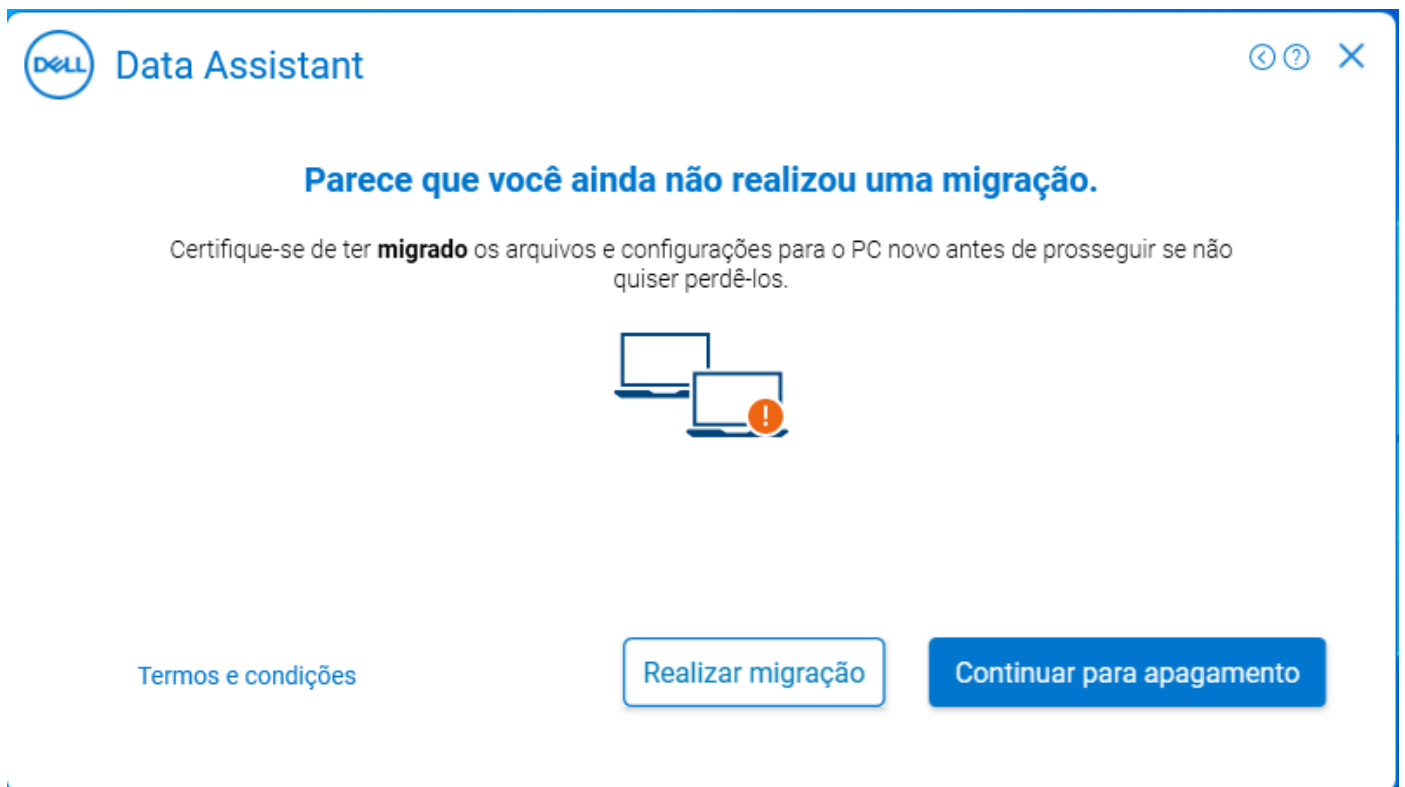 DELL
Data Assistant
Parece que você ainda não realizou uma migração.
Certifique-se de ter migrado os arquivos e configurações para o PC novo antes de prosseguir se não
quiser perdê-los.
Termos e condições
Realizar migração
Continuar para apagamento